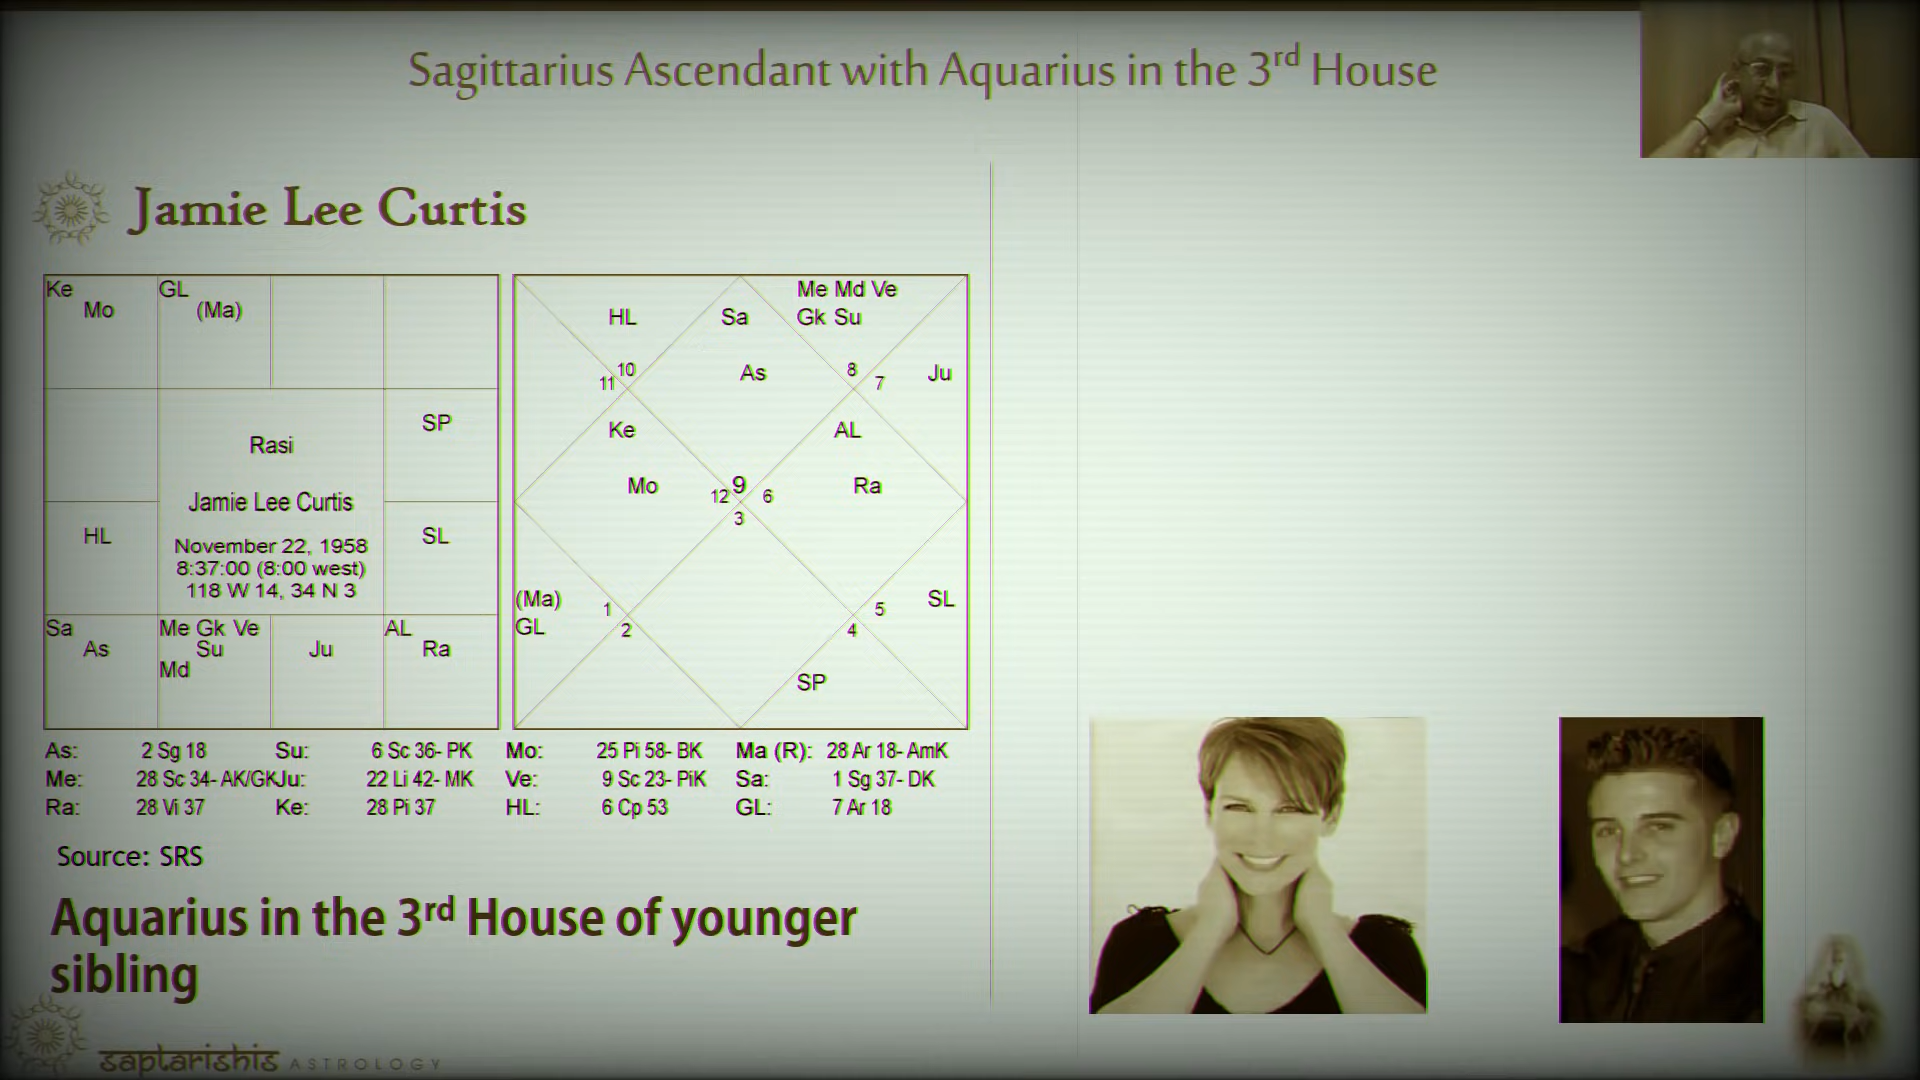 Sagittarius Ascendant with Aquarius in the 3rd House
Jamie Lee Curtis
Ke
Mo
GL
(Ma)
SP
Rasi
Jamie Lee Curtis
November 22, 1958
8:37:00 (8:00 west)
118 W 14, 34 N 3
HL
SL
Sa
As
Me Gk Ve
Su
Md
Ju
AL
Ra
HL
Sa
Me Md Ve
Gk Su
As
Ju
10
11
8
7
Ke
AL
Mo
Ra
12
9
6
3
(Ma)
GL
1
2
5
4
SL
SP
As: 2 Sg 18 Su: 6 Sc 36- PK Mo: 25 Pi 58- BK Ma (R): 28 Ar 18- AmK
Me: 28 Sc 34- AK/GKJu: 22 Li 42- MK Ve: 9 Sc 23- PiK Sa: 1 Sg 37- DK
Ra: 28 Vi 37 Ke: 28 Pi 37 HL: 6 Cp 53 GL: 7 Ar 18
Source: SRS
Aquarius in the 3rd House of younger
sibling
saptarishis ASTROLOGY